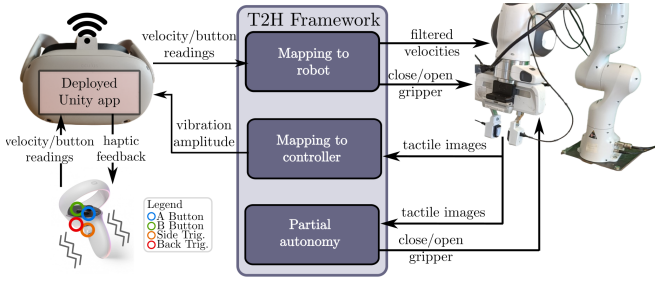 T2H Framework
velocity/button
readings
Mapping to
robot
filtered
velocities
close/open
gripper
Deployed
Unity app
vibration
amplitude
velocity/button
readings
haptic
feedback
Mapping to
controller
tactile images
Legend
A Button
B Button
Side Trig.
Back Trig.
Partial
autonomy
tactile images
close/open
gripper